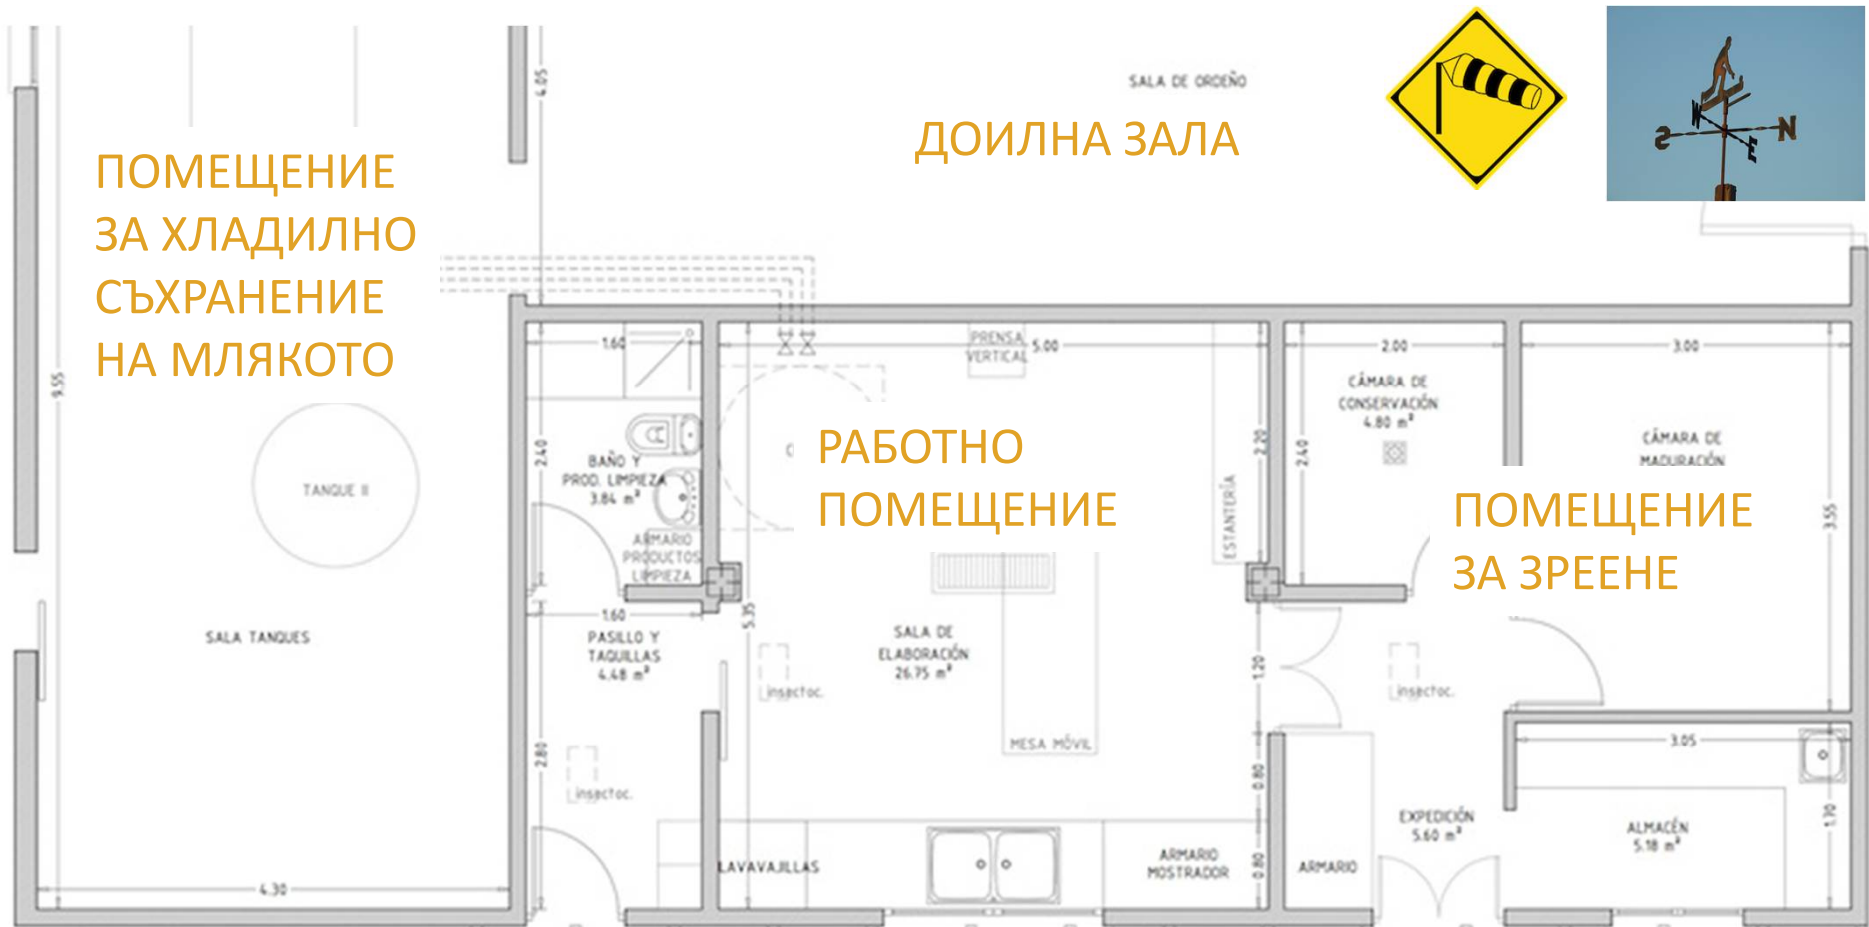 4.05
SALA DE ORDEÑO
ДОИЛНА ЗАЛА
W
N
S
E
ПОМЕЩЕНИЕ
ЗА ХЛАДИЛНО
СЪХРАНЕНИЕ
НА МЛЯКОТО
9.55
TANQUE II
SALA TANQUES
4.30
1.60
2.40
BAÑO Y
PROD. LIMPIEZA
3.84 m²
ARMARIO
PRODUCTOS
LIMPIEZA
1.60
PASILLO Y
TAQUILLAS
4.48 m²
2.80
insectoc.
PRENSA
VERTICAL
5.00
РАБОТНО
ПОМЕЩЕНИЕ
2.20
ESTANTERÍA
5.35
SALA DE
ELABORACIÓN
26.75 m²
insectoc.
MESA MÓVIL
1.20
0.80
0.80
LAVAVAJILLAS
ARMARIO
MOSTRADOR
2.00
CÁMARA DE
CONSERVACIÓN
4.80 m²
2.40
3.00
CÁMARA DE
MADURACIÓN
ПОМЕЩЕНИЕ
ЗА ЗРЕЕНЕ
3.55
insectoc.
EXPEDICIÓN
5.60 m²
ARMARIO
3.05
ALMACÉN
5.18 m²
1.70